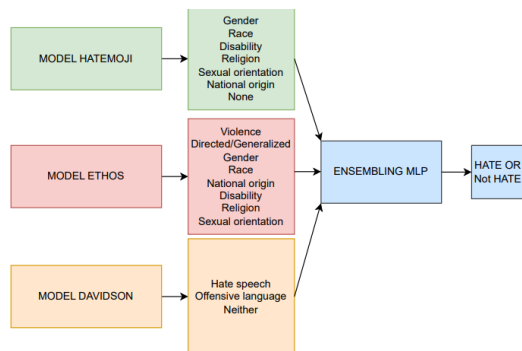 MODEL HATEMOJI
Gender
Race
Disability
Religion
Sexual orientation
National origin
None
MODEL ETHOS
Violence
Directed/Generalized
Gender
Race
National origin
Disability
Religion
Sexual orientation
ENSEMBLING MLP
HATE OR
Not HATE
MODEL DAVIDSON
Hate speech
Offensive language
Neither